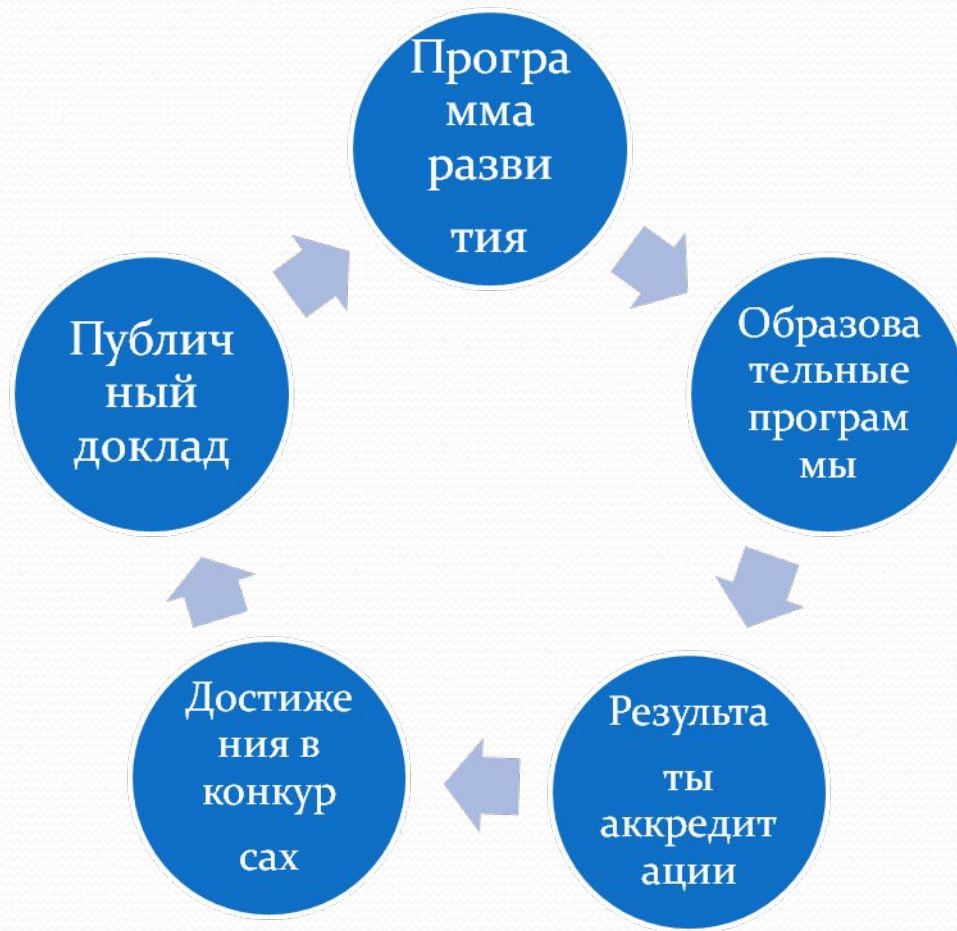 Програ
мма
разви
тия
Образова
тельные
програм
мы
Результа
ты
аккредит
ации
Достиже
ния в
конкур
сах
Публич
ный
доклад